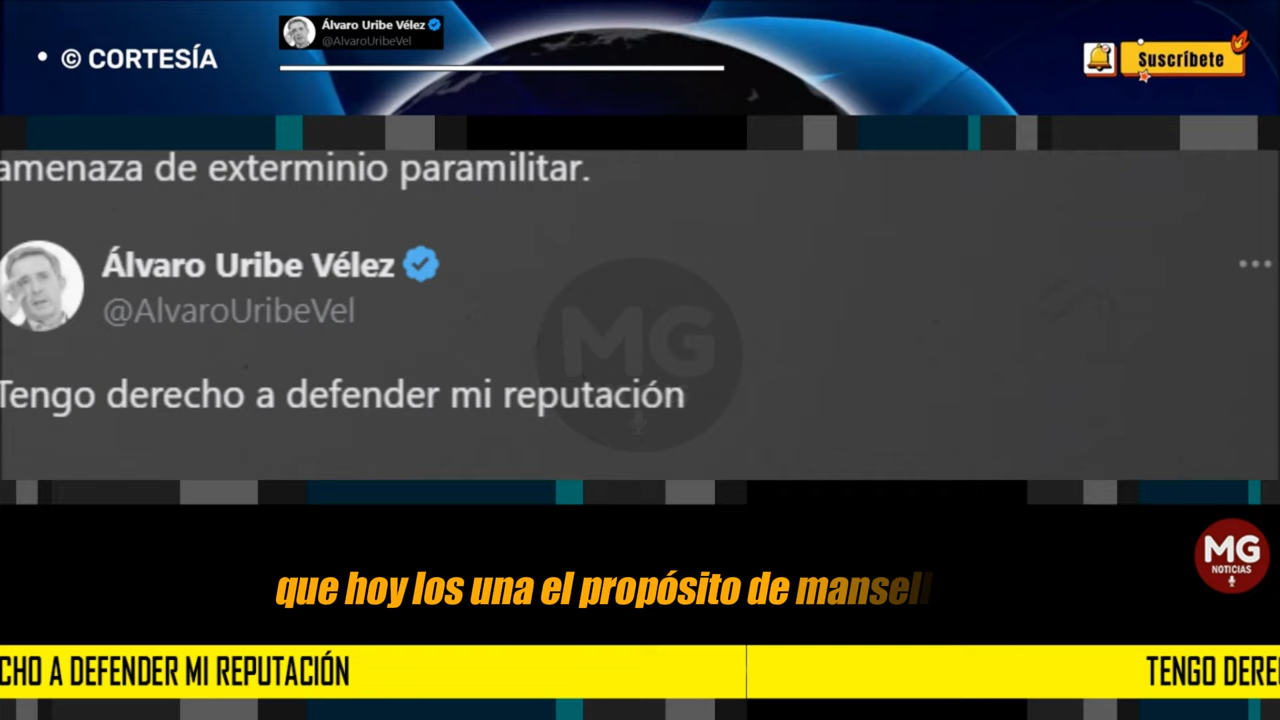 • © CORTESÍA
Álvaro Uribe Vélez
@AlvaroUribeVel
Suscríbete
amenaza de exterminio paramilitar.
Álvaro Uribe Vélez
@AlvaroUribeVel
MG
Tengo derecho a defender mi reputación
MG
NOTICIAS
que hoy los una el propósito de mansell
CHO A DEFENDER MI REPUTACIÓN
TENGO DERE